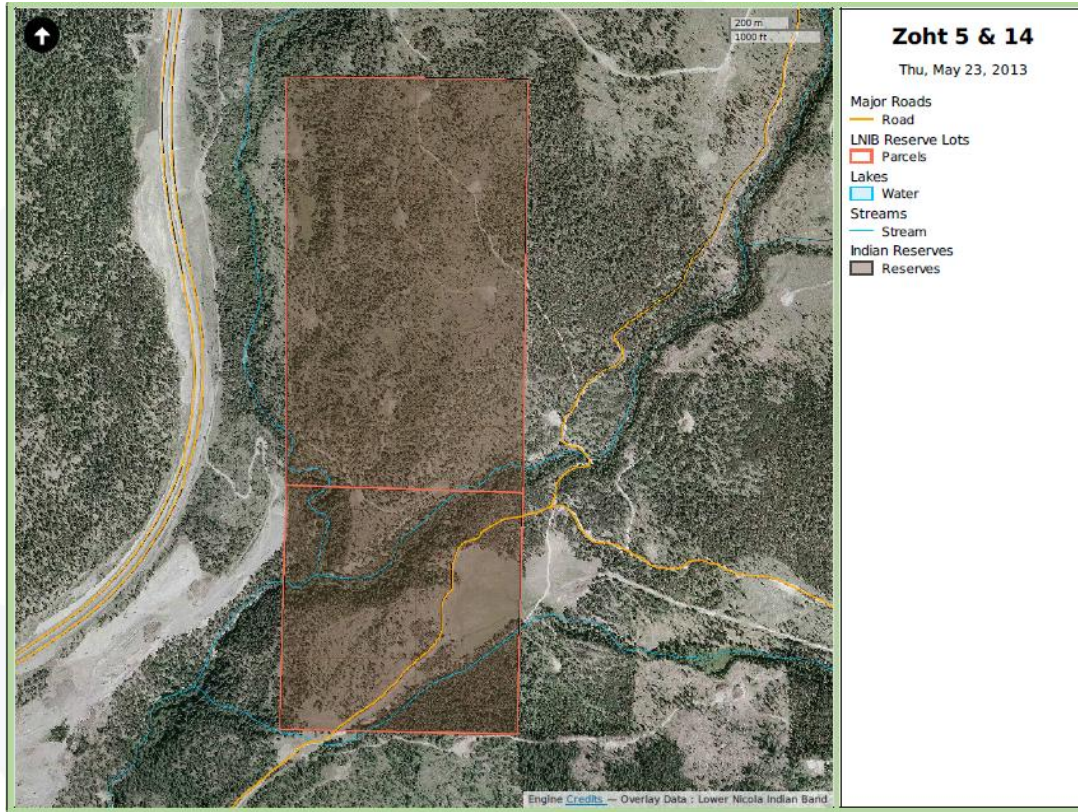 200 m
1000 ft
Engine Credits — Overlay Data : Lower Nicola Indian Band
Zoht 5 & 14
Thu, May 23, 2013
Major Roads
Road
LNIB Reserve Lots
Parcels
Lakes
Water
Streams
Stream
Indian Reserves
Reserves